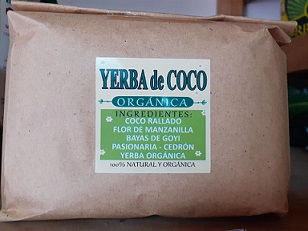 YERBA de COCO
ORGÁNICA
INGREDIENTES:
COCO RALLADO
FLOR DE MANZANILLA
BAYAS DE GOYI
PASIONARIA - CEDRÓN
YERBA ORGÁNICA
100% NATURAL Y ORGÁNICA